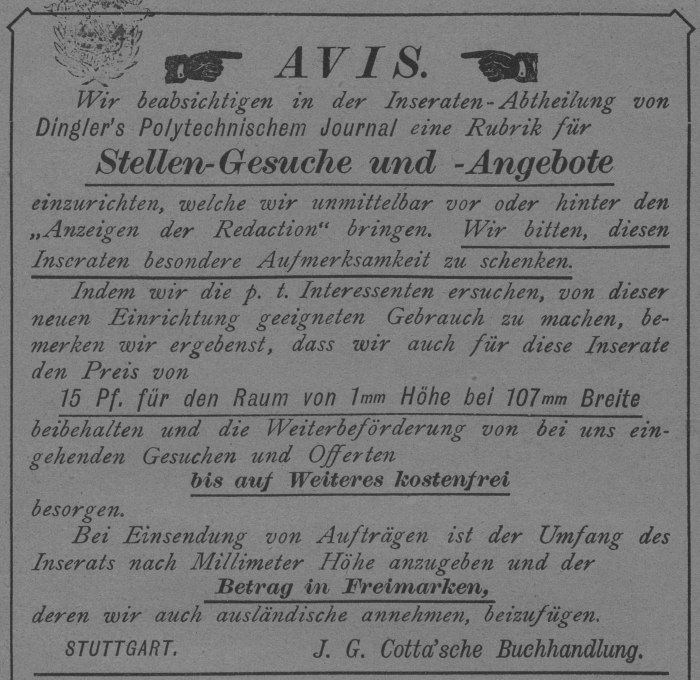 AVIS.
Wir beabsichtigen in der Inseraten-Abtheilung von
Dingler's Polytechnischem Journal eine Rubrik für
Stellen-Gesuche und -Angebote
einzurichten, welche wir unmittelbar vor oder hinter den
„Anzeigen der Redaction“ bringen. Wir bitten, diesen
Inseraten besondere Aufmerksamkeit zu schenken.
Indem wir die p. t. Interessenten ersuchen, von dieser
neuen Einrichtung geeigneten Gebrauch zu machen, be-
merken wir ergebenst, dass wir auch für diese Inserate
den Preis von
15 Pf. für den Raum von 1mm Höhe bei 107mm Breite
beibehalten und die Weiterbeförderung von bei uns ein-
gehenden Gesuchen und Offerten
bis auf Weiteres kostenfrei
besorgen.
Bei Einsendung von Aufträgen ist der Umfang des
Inserats nach Millimeter Höhe anzugeben und der
Betrag in Freimarken,
deren wir auch ausländische annehmen, beizufügen.
STUTTGART. J. G. Cotta'sche Buchhandlung.